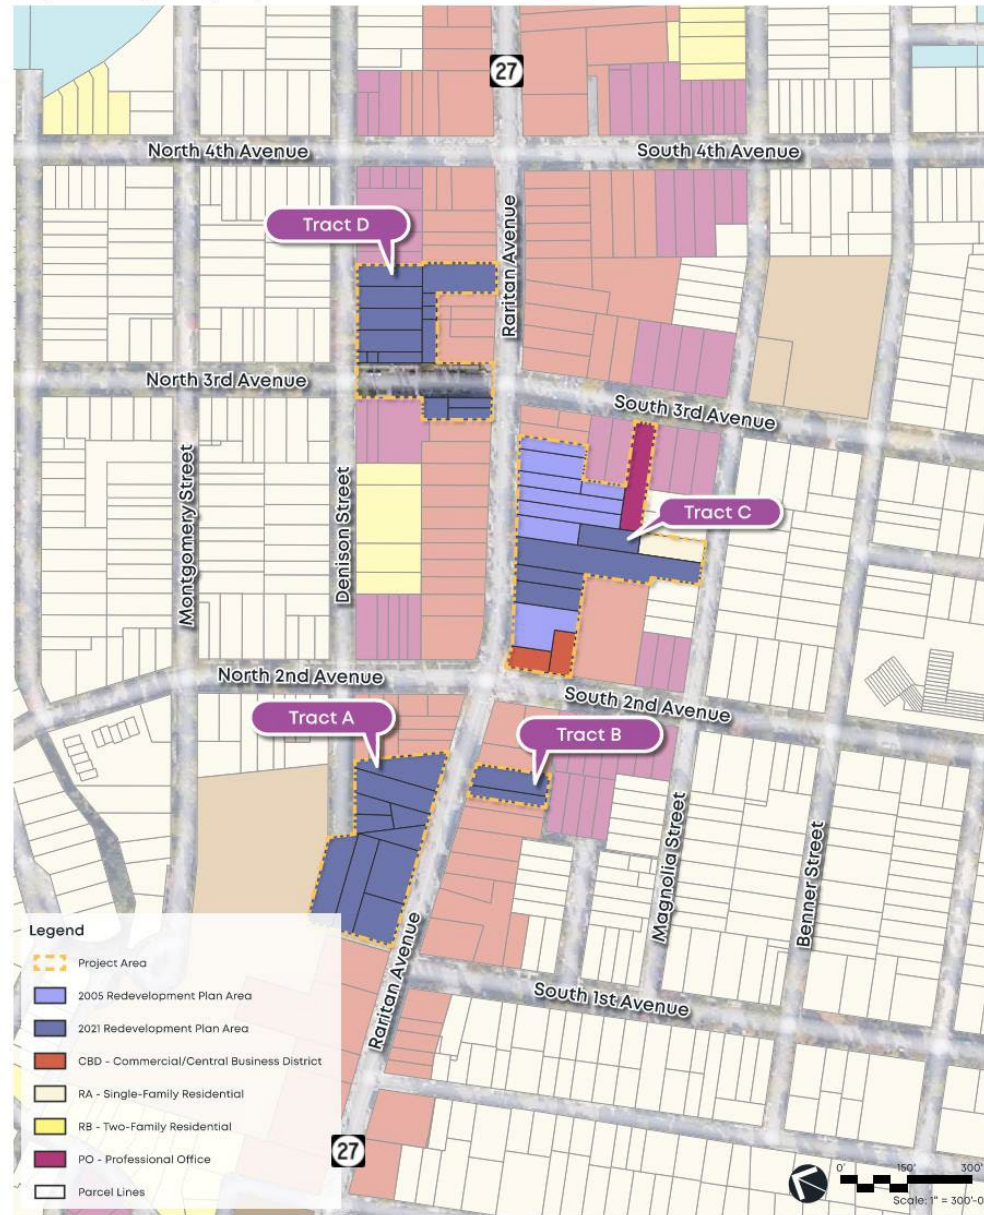 27
North 4th Avenue
South 4th Avenue
Tract D
Raritan Avenue
North 3rd Avenue
South 3rd Avenue
Montgomery Street
Denison Street
Tract C
North 2nd Avenue
South 2nd Avenue
Tract A
Tract B
Magnolia Street
Benner Street
Raritan Avenue
South 1st Avenue
Legend
Project Area
2005 Redevelopment Plan Area
2021 Redevelopment Plan Area
CBD - Commercial/Central Business District
RA - Single-Family Residential
RB - Two-Family Residential
PO - Professional Office
Parcel Lines
27
0' 150' 300'
Scale: 1" = 300'-0